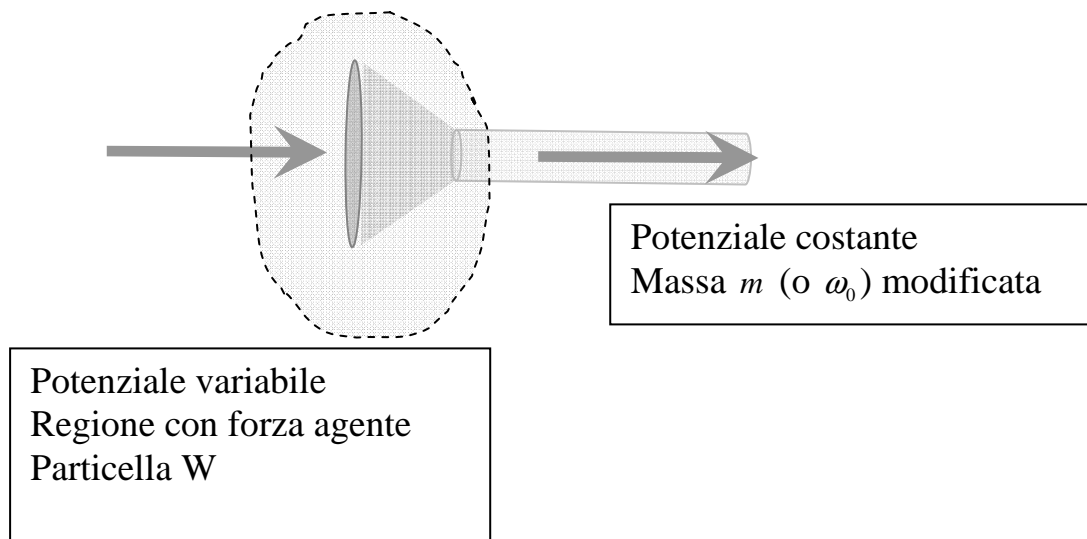 Potenziale costante
Massa m (o ω₀) modificata
Potenziale variabile
Regione con forza agente
Particella W